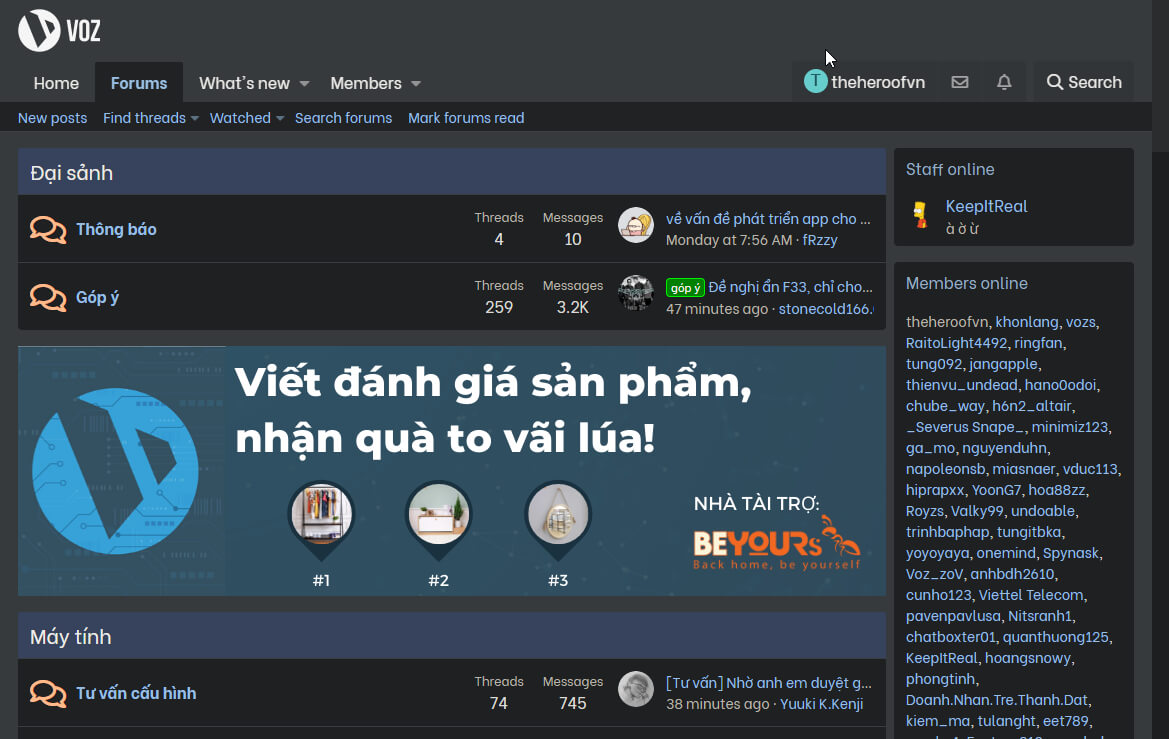 VOZ
Home Forums What's new Members T theheroofvn Search
New posts Find threads Watched Search forums Mark forums read
Đại sảnh
Thông báo
Threads Messages
4 10
về vấn đề phát triển app cho ...
Monday at 7:56 AM · fRzzy
Góp ý
Threads Messages
259 3.2K
góp ý Đề nghị ẩn F33, chỉ cho...
47 minutes ago · stonecold166.
Viết đánh giá sản phẩm,
nhận quà to vãi lúa!
#1 #2 #3
NHÀ TÀI TRỢ:
BEYOURs
Back home, be yourself
Máy tính
Tư vấn cấu hình
Threads Messages
74 745
[Tư vấn] Nhờ anh em duyệt g...
38 minutes ago · Yuuki K.Kenji
Staff online
KeepItReal
à ờ ừ
Members online
theheroofvn, khonlang, vozs,
RaitoLight4492, ringfan,
tung092, jangapple,
thienvu_undead, hano0odoi,
chube_way, h6n2_altair,
_Severus Snape_, minimiz123,
ga_mo, nguyenduhn,
napoleonsb, miasnaer, vduc113,
hiprapxx, YoonG7, hoa88zz,
Royzs, Valky99, undoable,
trinhbaphap, tungitbka,
yoyoyaya, onemind, Spynask,
Voz_zoV, anhbdh2610,
cunho123, Viettel Telecom,
pavenpavlusa, Nitsranh1,
chatboxter01, quanthuong125,
KeepItReal, hoangsnowy,
phongtinh,
Doanh.Nhan.Tre.Thanh.Dat,
kiem_ma, tulanght, eet789,